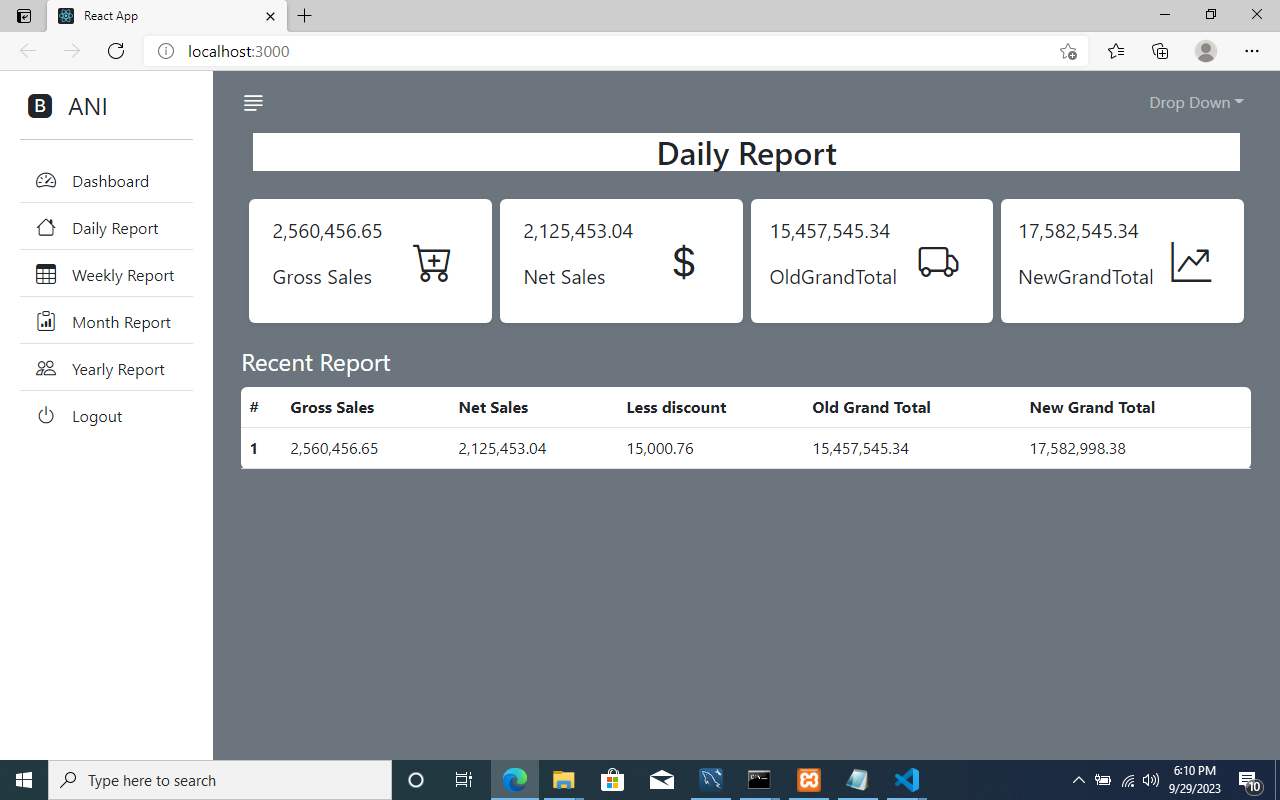 React App
localhost:3000
B ANI
Drop Down
Daily Report
Dashboard
Daily Report
Weekly Report
Month Report
Yearly Report
Logout
2,560,456.65
Gross Sales
2,125,453.04
Net Sales
$
15,457,545.34
OldGrandTotal
17,582,545.34
NewGrandTotal
Recent Report
# Gross Sales Net Sales Less discount Old Grand Total New Grand Total
1 2,560,456.65 2,125,453.04 15,000.76 15,457,545.34 17,582,998.38
Type here to search
6:10 PM
9/29/2023
10